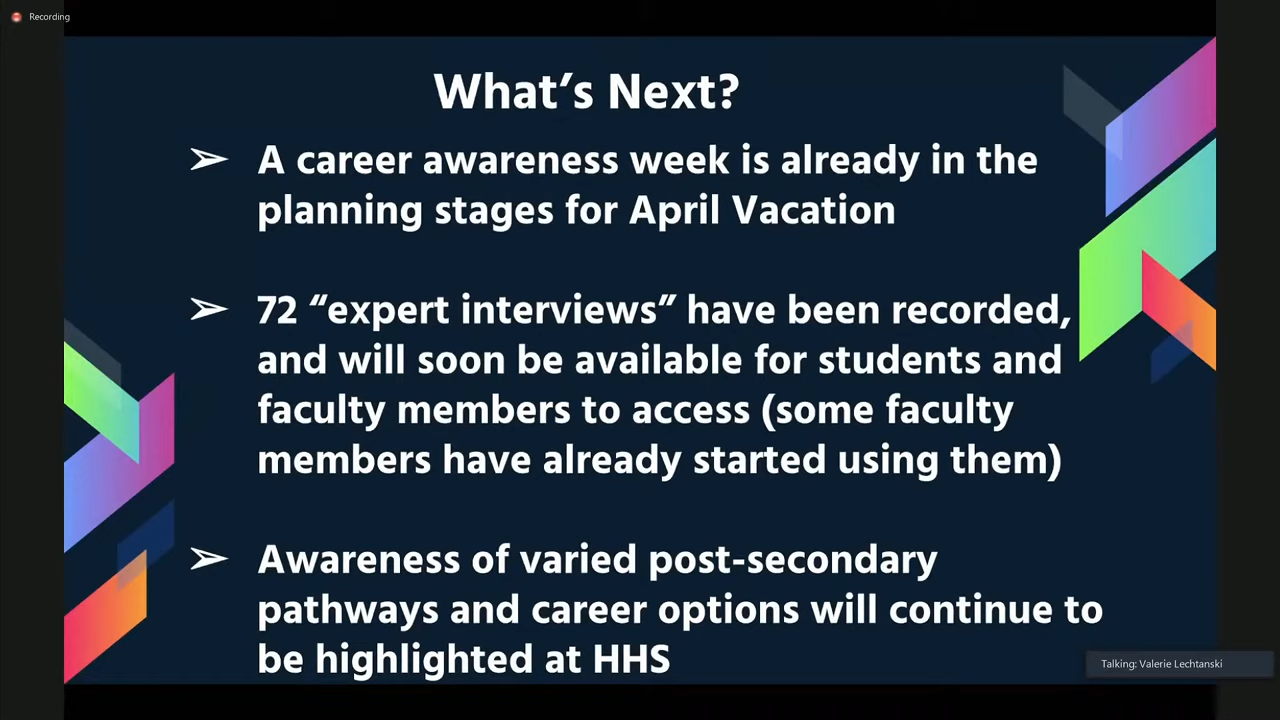 Recording
What’s Next?
➢ A career awareness week is already in the
planning stages for April Vacation
➢ 72 “expert interviews” have been recorded,
and will soon be available for students and
faculty members to access (some faculty
members have already started using them)
➢ Awareness of varied post-secondary
pathways and career options will continue to
be highlighted at HHS
Talking: Valerie Lechtanski